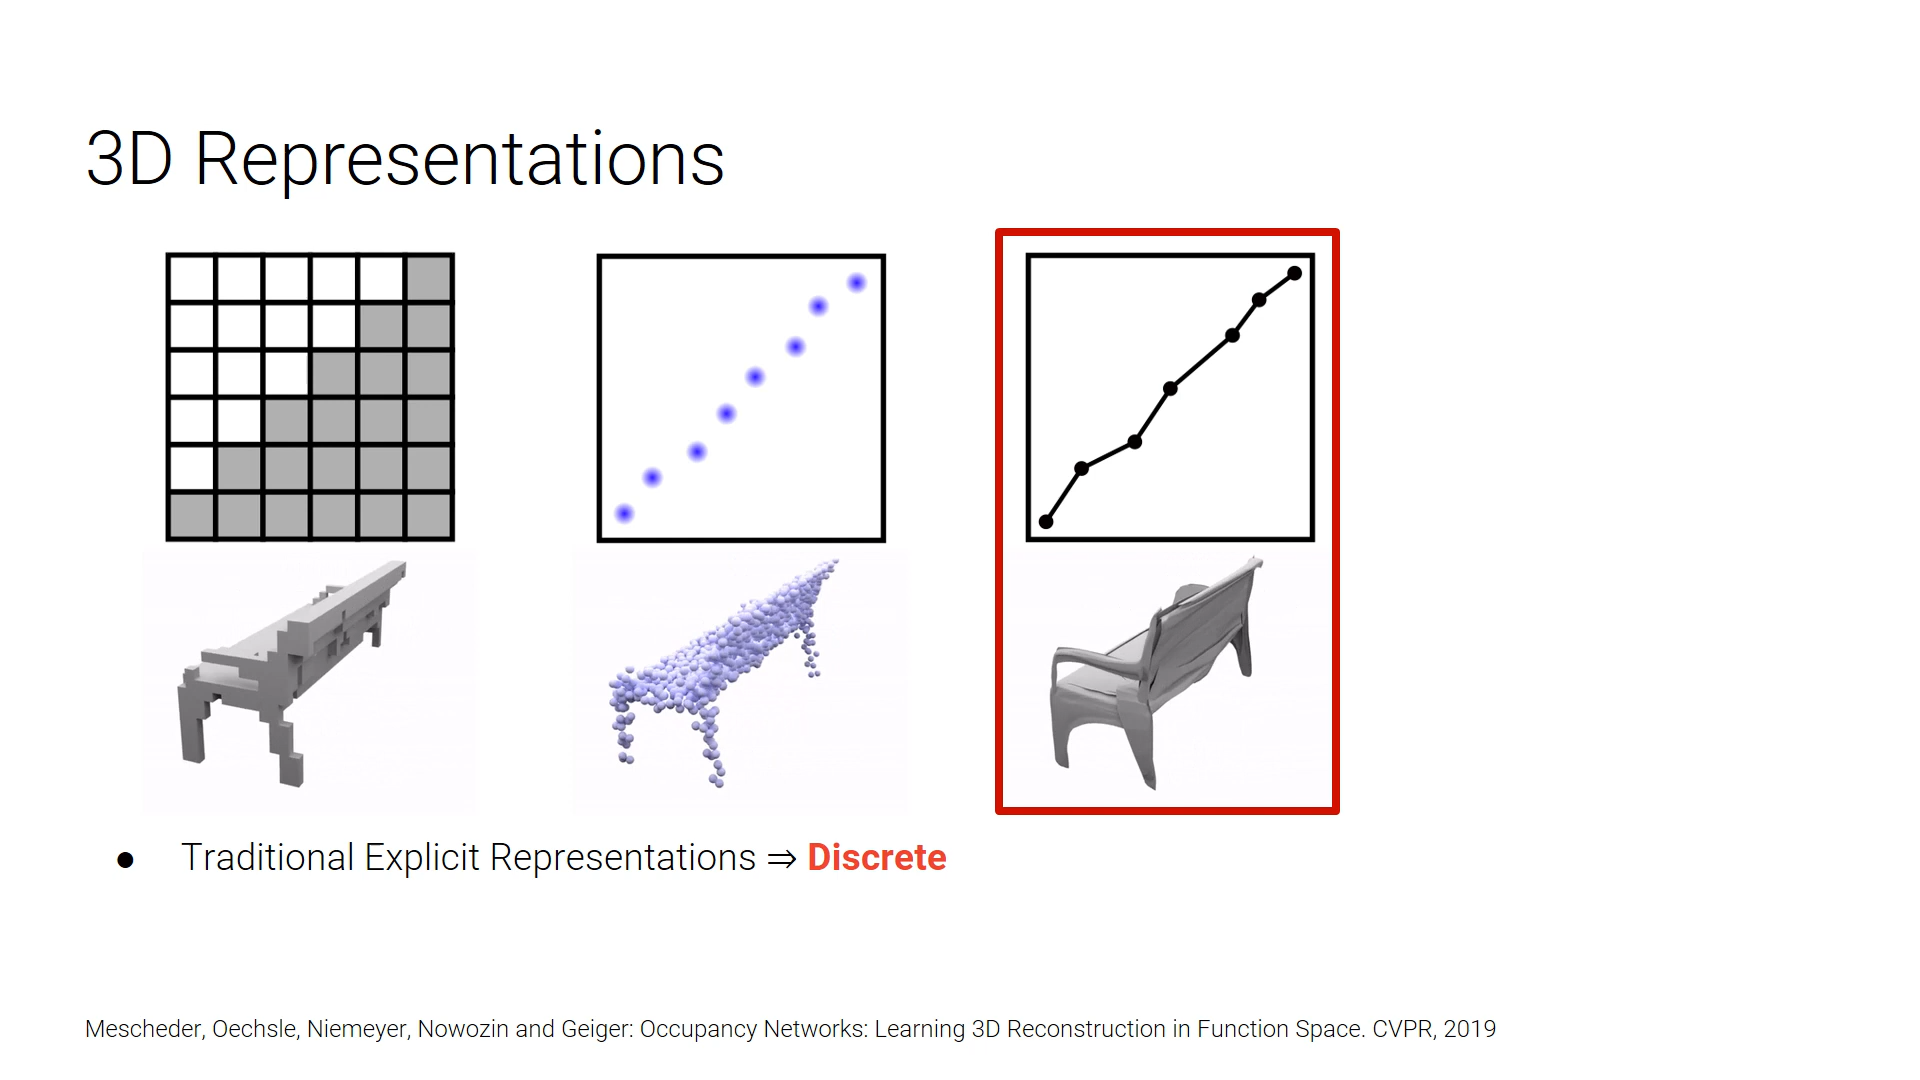 3D Representations
● Traditional Explicit Representations ⇒ Discrete
Mescheder, Oechsle, Niemeyer, Nowozin and Geiger: Occupancy Networks: Learning 3D Reconstruction in Function Space. CVPR, 2019